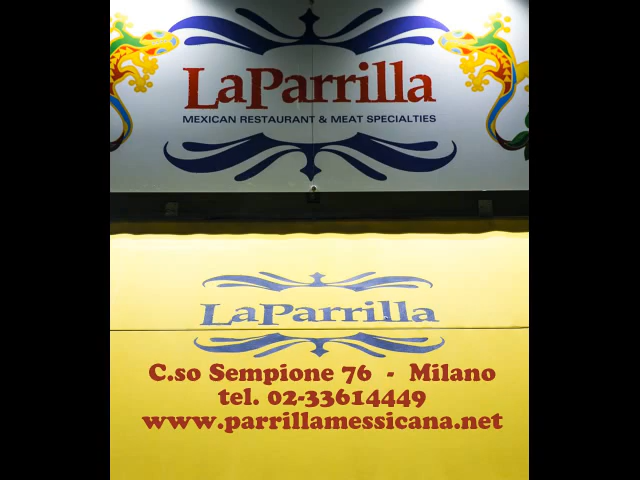 LaParrilla
MEXICAN RESTAURANT & MEAT SPECIALTIES
LaParrilla
C.so Sempione 76 - Milano
tel. 02-33614449
www.parrillamessicana.net